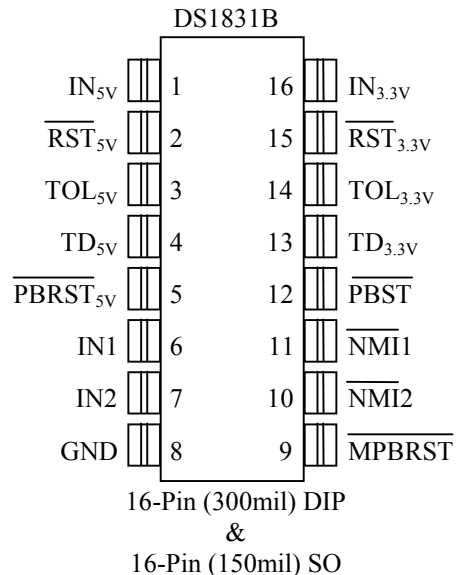 DS1831B
IN5V 1 16 IN3.3V
RST5V 2 15 RST3.3V
TOL5V 3 14 TOL3.3V
TD5V 4 13 TD3.3V
PBRST5V 5 12 PBST
IN1 6 11 NMI1
IN2 7 10 NMI2
GND 8 9 MPBRST
16-Pin (300mil) DIP
&
16-Pin (150mil) SO